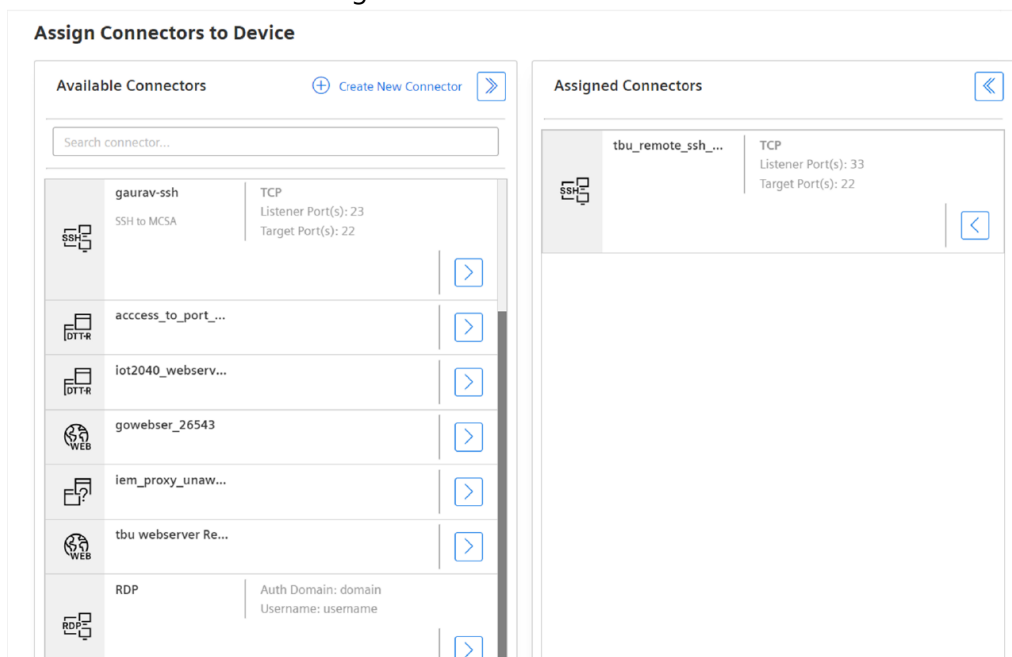 Assign Connectors to Device
Available Connectors
Create New Connector
Search connector...
SSH
gaurav-ssh
SSH to MCSA
TCP
Listener Port(s): 23
Target Port(s): 22
DTT-R
acccess_to_port_...
DTT-R
iot2040_webserv...
WEB
gowebser_26543
?
iem_proxy_unaw...
WEB
tbu webserver Re...
RDP
RDP
Auth Domain: domain
Username: username
Assigned Connectors
SSH
tbu_remote_ssh_...
TCP
Listener Port(s): 33
Target Port(s): 22